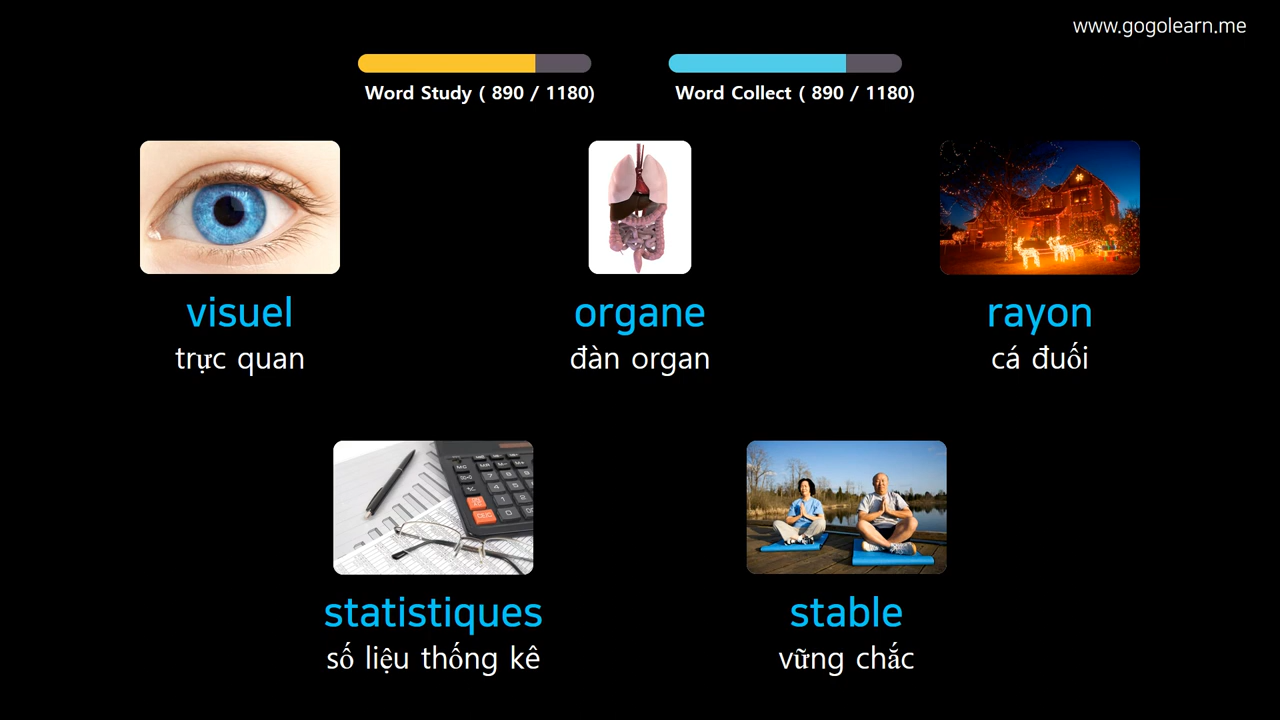 www.gogolearn.me
Word Study ( 890 / 1180)
Word Collect ( 890 / 1180)
visuel
trực quan
organe
đàn organ
rayon
cá đuối
statistiques
số liệu thống kê
stable
vững chắc